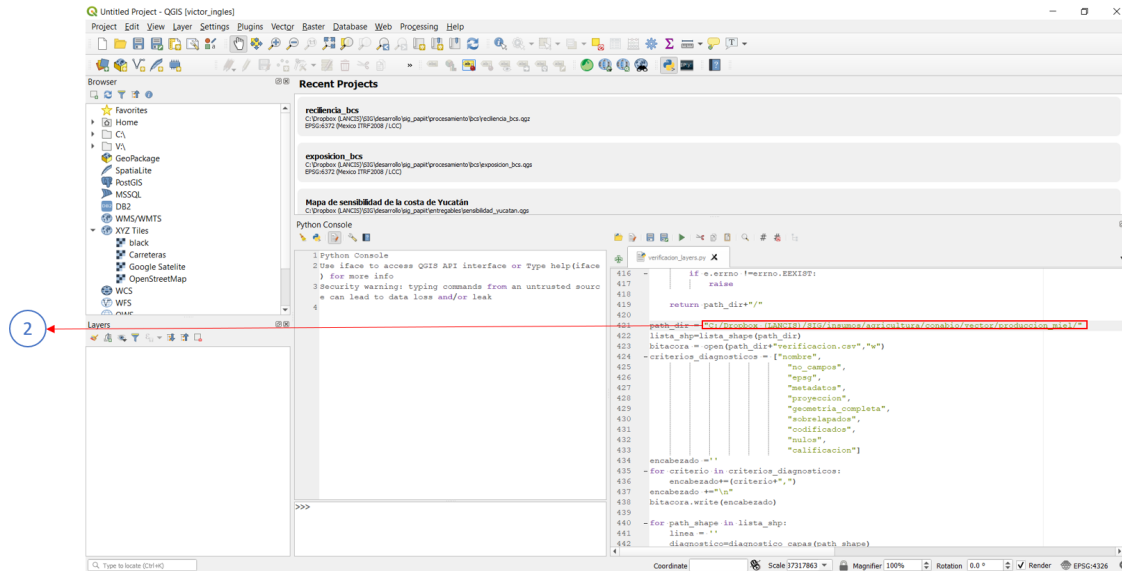 Untitled Project - QGIS [victor_ingles]
Project Edit View Layer Settings Plugins Vector Raster Database Web Processing Help
Browser
Favorites
Home
C:\
V:\
GeoPackage
SpatiaLite
PostGIS
MSSQL
DB2
WMS/WMTS
XYZ Tiles
black
Carreteras
Google Satelite
OpenStreetMap
WCS
WFS
OWS
Layers
Recent Projects
reciliencia_bcs
C:\Dropbox (LANCIS)\SIG\desarrollo\sig_papiit\procesamiento\bcs\reciliencia_bcs.qgz
EPSG:6372 (Mexico ITRF2008 / LCC)
exposicion_bcs
C:\Dropbox (LANCIS)\SIG\desarrollo\sig_papiit\procesamiento\bcs\exposicion_bcs.qgs
EPSG:6372 (Mexico ITRF2008 / LCC)
Mapa de sensibilidad de la costa de Yucatán
C:\Dropbox (LANCIS)\SIG\desarrollo\sig_papiit\entregables\sensibilidad_yucatan.qgs
Python Console
1 Python Console
2 Use iface to access QGIS API interface or Type help(iface
) for more info
3 Security warning: typing commands from an untrusted sourc
e can lead to data loss and/or leak
4
>>>
verificacion_layers.py
416 if e.errno !=errno.EEXIST:
417 raise
418
419 return path_dir+"/"
420
421 path_dir = "C:/Dropbox (LANCIS)/SIG/insumos/agricultura/conabio/vector/produccion_miel/"
422 lista_shp=lista_shape(path_dir)
423 bitacora = open(path_dir+"verificacion.csv","w")
424 criterios_diagnosticos = ["nombre",
425 "no_campos",
426 "epsg",
427 "metadatos",
428 "proyeccion",
429 "geometria_completa",
430 "sobrelapados",
431 "codificados",
432 "nulos",
433 "calificacion"]
434 encabezado =''
435 for criterio in criterios_diagnosticos:
436 encabezado+=(criterio+",")
437 encabezado +="\n"
438 bitacora.write(encabezado)
439
440 for path_shape in lista_shp:
441 linea = ''
442 diagnostico=diagnostico_capas(path_shape)
2
Type to locate (Ctrl+K)
Coordinate
Scale 37317863
Magnifier 100%
Rotation 0.0 °
Render
EPSG:4326